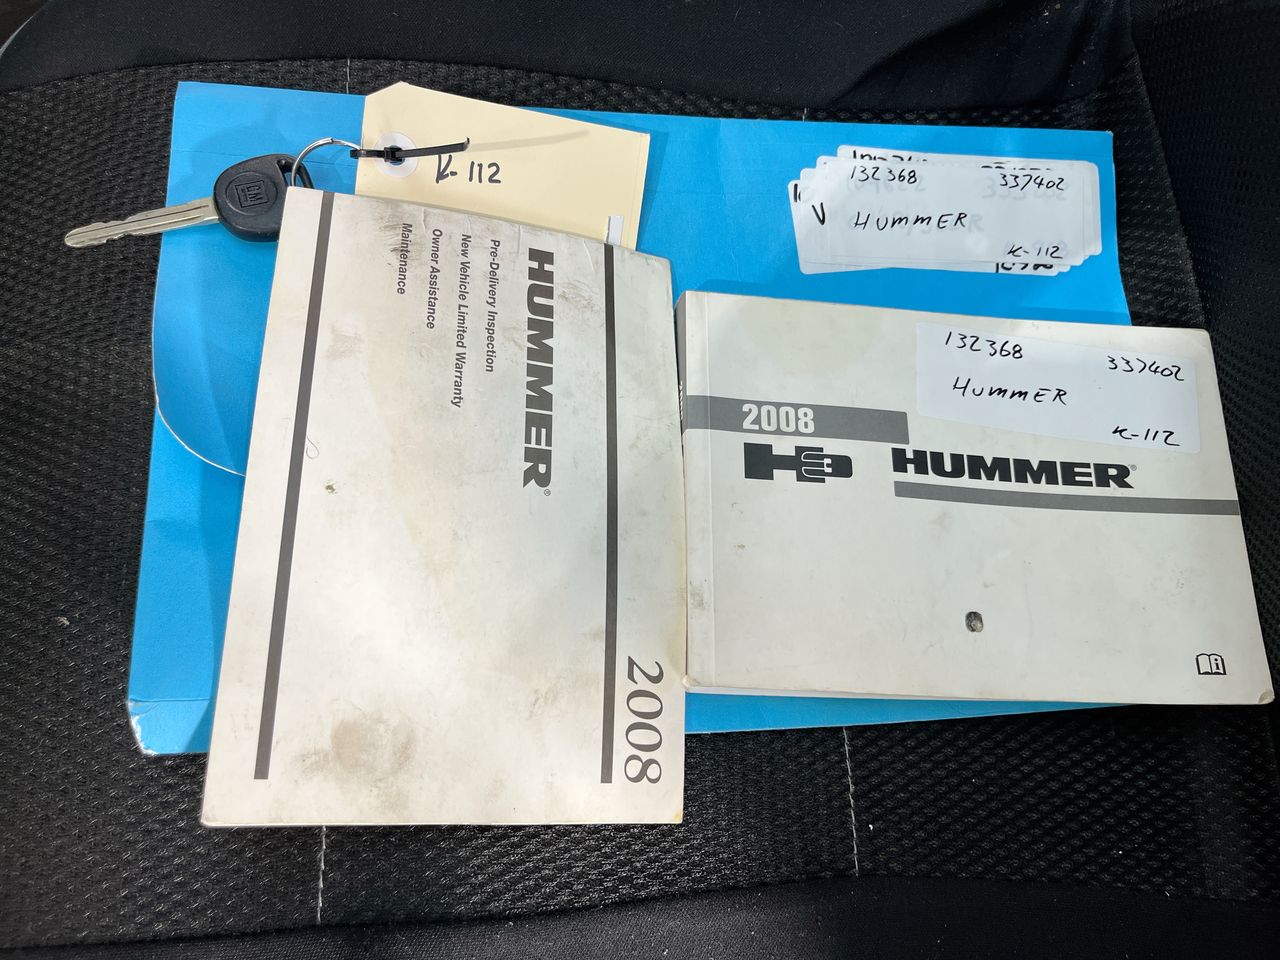 GM
K-112
132368 337402
V HUMMER
K-112
HUMMER®
Pre-Delivery Inspection
New Vehicle Limited Warranty
Owner Assistance
Maintenance
2008
132368 337402
HUMMER
K-112
2008
H3 HUMMER®
i